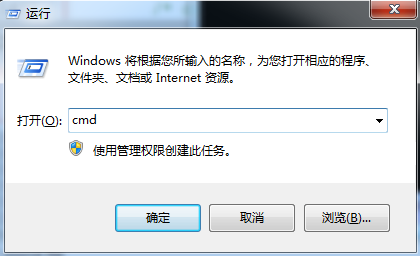 运行
Windows 将根据您所输入的名称，为您打开相应的程序、
文件夹、文档或 Internet 资源。
打开(O): cmd
使用管理权限创建此任务。
确定 取消 浏览(B)...